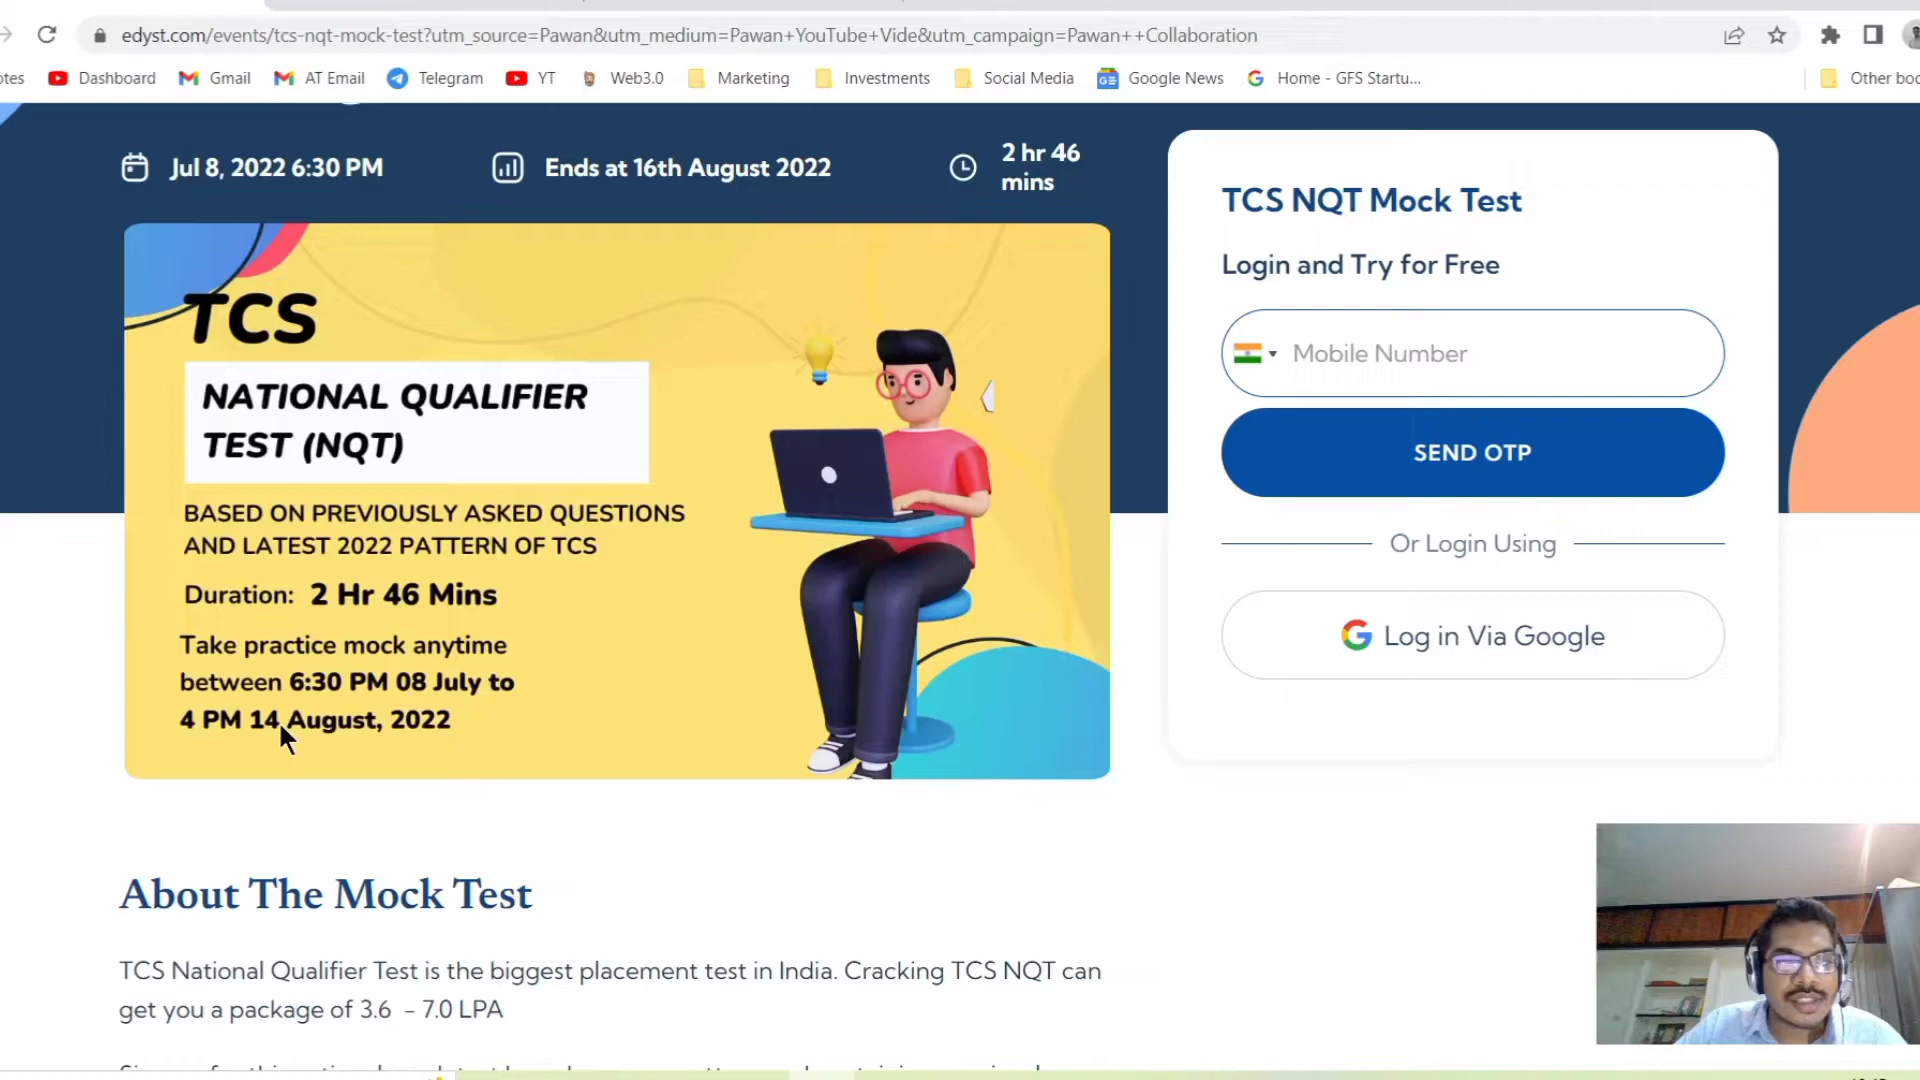 edyst.com/events/tcs-nqt-mock-test?utm_source=Pawan&utm_medium=Pawan+YouTube+Vide&utm_campaign=Pawan++Collaboration
Dashboard Gmail AT Email Telegram YT Web3.0 Marketing Investments Social Media Google News Home - GFS Startu... Other
Jul 8, 2022 6:30 PM
Ends at 16th August 2022
2 hr 46
mins
TCS
NATIONAL QUALIFIER
TEST (NQT)
BASED ON PREVIOUSLY ASKED QUESTIONS
AND LATEST 2022 PATTERN OF TCS
Duration: 2 Hr 46 Mins
Take practice mock anytime
between 6:30 PM 08 July to
4 PM 14 August, 2022
TCS NQT Mock Test
Login and Try for Free
Mobile Number
SEND OTP
Or Login Using
Log in Via Google
About The Mock Test
TCS National Qualifier Test is the biggest placement test in India. Cracking TCS NQT can
get you a package of 3.6 – 7.0 LPA